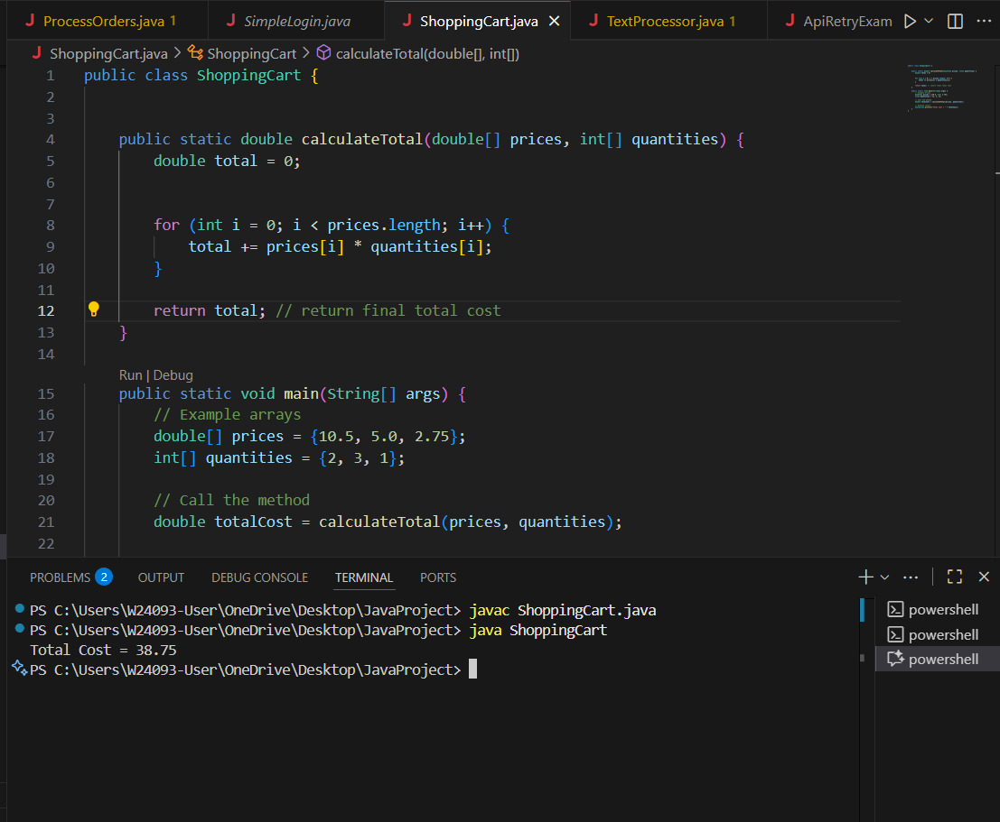 ProcessOrders.java 1 SimpleLogin.java ShoppingCart.java TextProcessor.java 1 ApiRetryExam
ShoppingCart.java > ShoppingCart > calculateTotal(double[], int[])
1 public class ShoppingCart {
2
3
4 public static double calculateTotal(double[] prices, int[] quantities) {
5 double total = 0;
6
7
8 for (int i = 0; i < prices.length; i++) {
9 total += prices[i] * quantities[i];
10 }
11
12 return total; // return final total cost
13 }
14
Run | Debug
15 public static void main(String[] args) {
16 // Example arrays
17 double[] prices = {10.5, 5.0, 2.75};
18 int[] quantities = {2, 3, 1};
19
20 // Call the method
21 double totalCost = calculateTotal(prices, quantities);
22
PROBLEMS 2 OUTPUT DEBUG CONSOLE TERMINAL PORTS
PS C:\Users\W24093-User\OneDrive\Desktop\JavaProject> javac ShoppingCart.java
PS C:\Users\W24093-User\OneDrive\Desktop\JavaProject> java ShoppingCart
Total Cost = 38.75
PS C:\Users\W24093-User\OneDrive\Desktop\JavaProject>
powershell
powershell
powershell